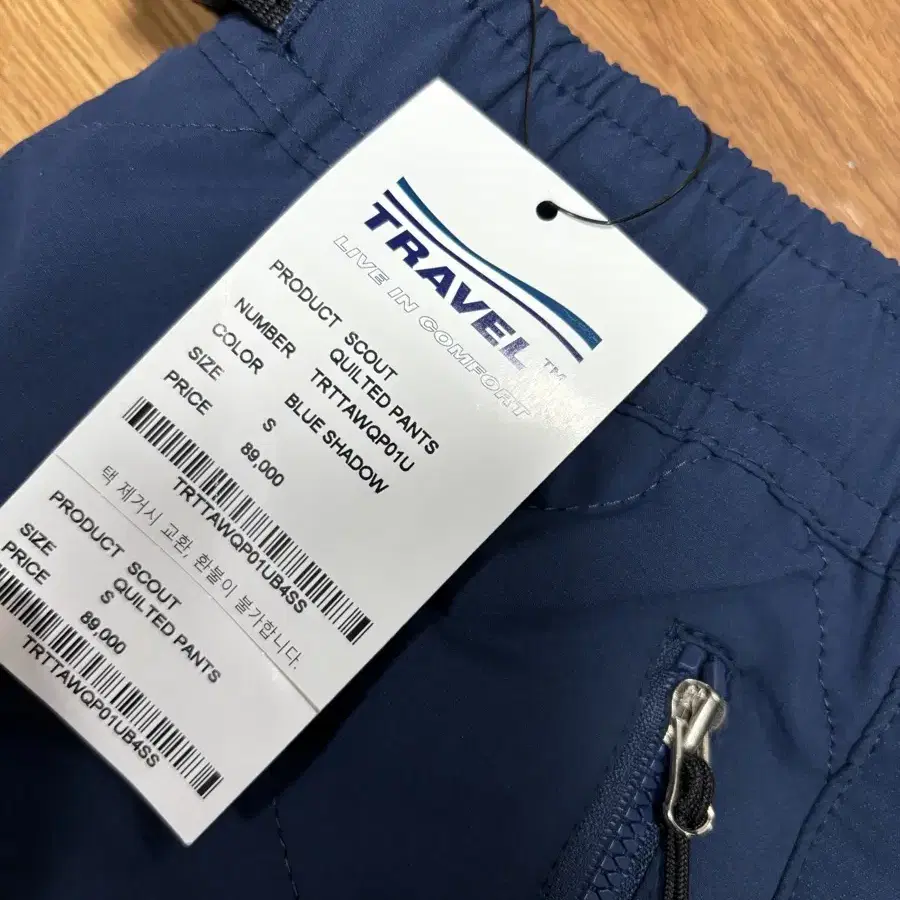 TRAVEL™
LIVE IN COMFORT
PRODUCT SCOUT
QUILTED PANTS
NUMBER TRTTAWQP01U
COLOR BLUE SHADOW
SIZE S
PRICE 89,000
TRTTAWQP01UB4SS
택 제거시 교환, 환불이 불가합니다.
PRODUCT SCOUT
QUILTED PANTS
SIZE S
PRICE 89,000
TRTTAWQP01UB4SS